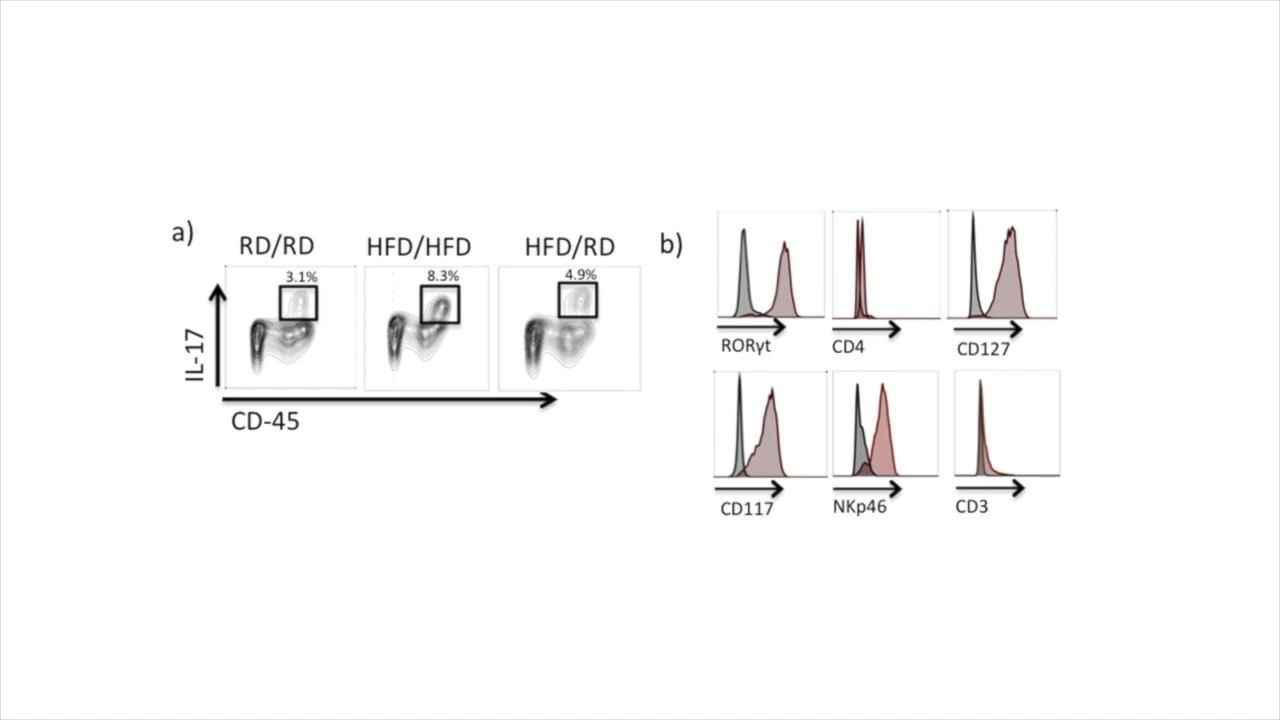 a)
RD/RD
HFD/HFD
HFD/RD
3.1%
8.3%
4.9%
IL-17
CD-45
b)
RORγt
CD4
CD127
CD117
NKp46
CD3